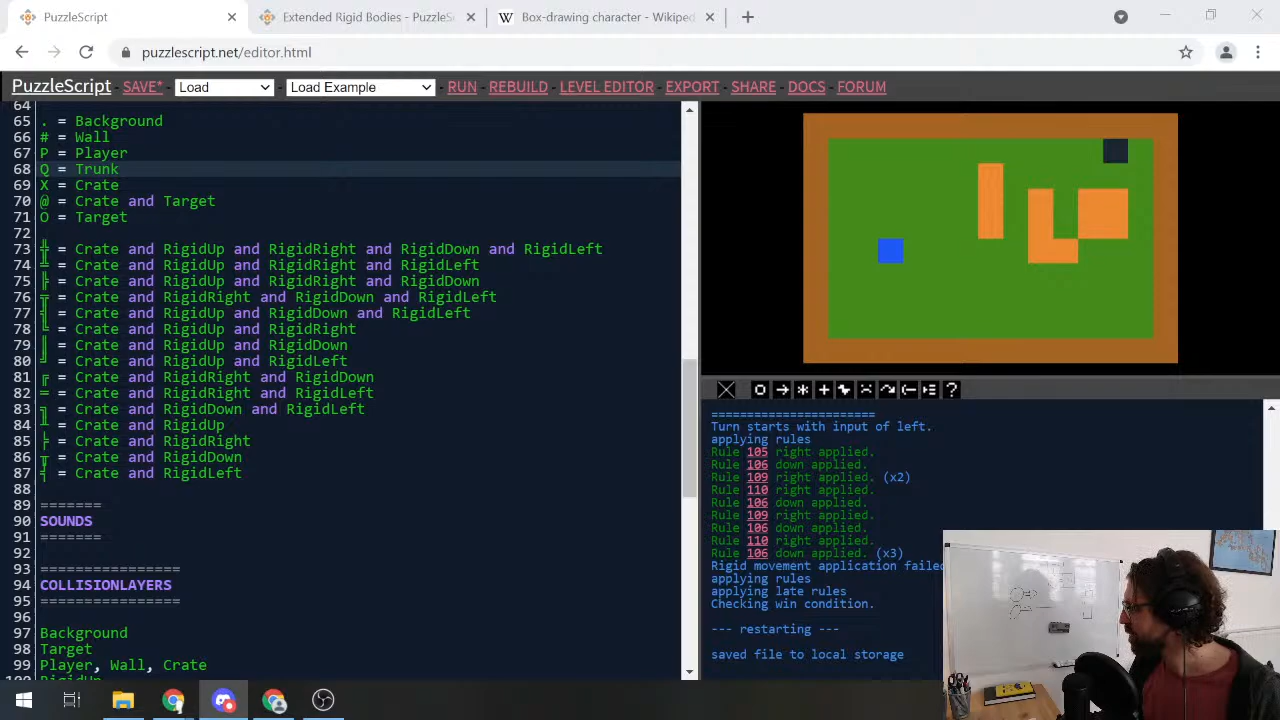 PuzzleScript
Extended Rigid Bodies - PuzzleS
Box-drawing character - Wikiped
puzzlescript.net/editor.html
PuzzleScript SAVE* Load Load Example RUN - REBUILD - LEVEL EDITOR - EXPORT - SHARE - DOCS - FORUM
64
65 . = Background
66 # = Wall
67 P = Player
68 Q = Trunk
69 X = Crate
70 @ = Crate and Target
71 O = Target
72
73 ╬ = Crate and RigidUp and RigidRight and RigidDown and RigidLeft
74 ╩ = Crate and RigidUp and RigidRight and RigidLeft
75 ╠ = Crate and RigidUp and RigidRight and RigidDown
76 ╦ = Crate and RigidRight and RigidDown and RigidLeft
77 ╣ = Crate and RigidUp and RigidDown and RigidLeft
78 ╚ = Crate and RigidUp and RigidRight
79 ║ = Crate and RigidUp and RigidDown
80 ╝ = Crate and RigidUp and RigidLeft
81 ╔ = Crate and RigidRight and RigidDown
82 ═ = Crate and RigidRight and RigidLeft
83 ╗ = Crate and RigidDown and RigidLeft
84 ╨ = Crate and RigidUp
85 ╞ = Crate and RigidRight
86 ╥ = Crate and RigidDown
87 ╡ = Crate and RigidLeft
88
89 =======
90 SOUNDS
91 =======
92
93 ================
94 COLLISIONLAYERS
95 ================
96
97 Background
98 Target
99 Player, Wall, Crate
=======================
Turn starts with input of left.
applying rules
Rule 105 right applied.
Rule 106 down applied.
Rule 109 right applied. (x2)
Rule 110 right applied.
Rule 106 down applied.
Rule 109 right applied.
Rule 106 down applied.
Rule 110 right applied.
Rule 106 down applied. (x3)
Rigid movement application failed
applying rules
applying late rules
Checking win condition.
--- restarting ---
saved file to local storage